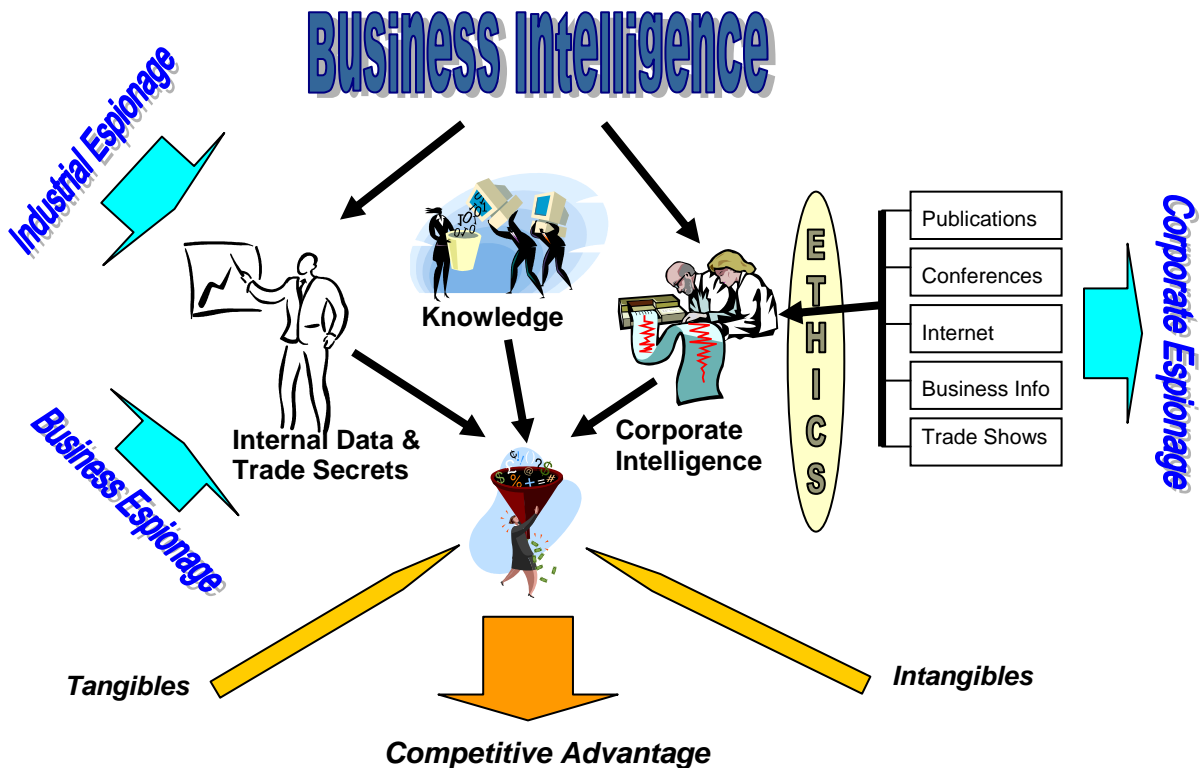 Business Intelligence
Industrial Espionage
Knowledge
Internal Data &
Trade Secrets
Corporate
Intelligence
ETHICS
Publications
Conferences
Internet
Business Info
Trade Shows
Corporate Espionage
Business Espionage
Tangibles
Intangibles
Competitive Advantage